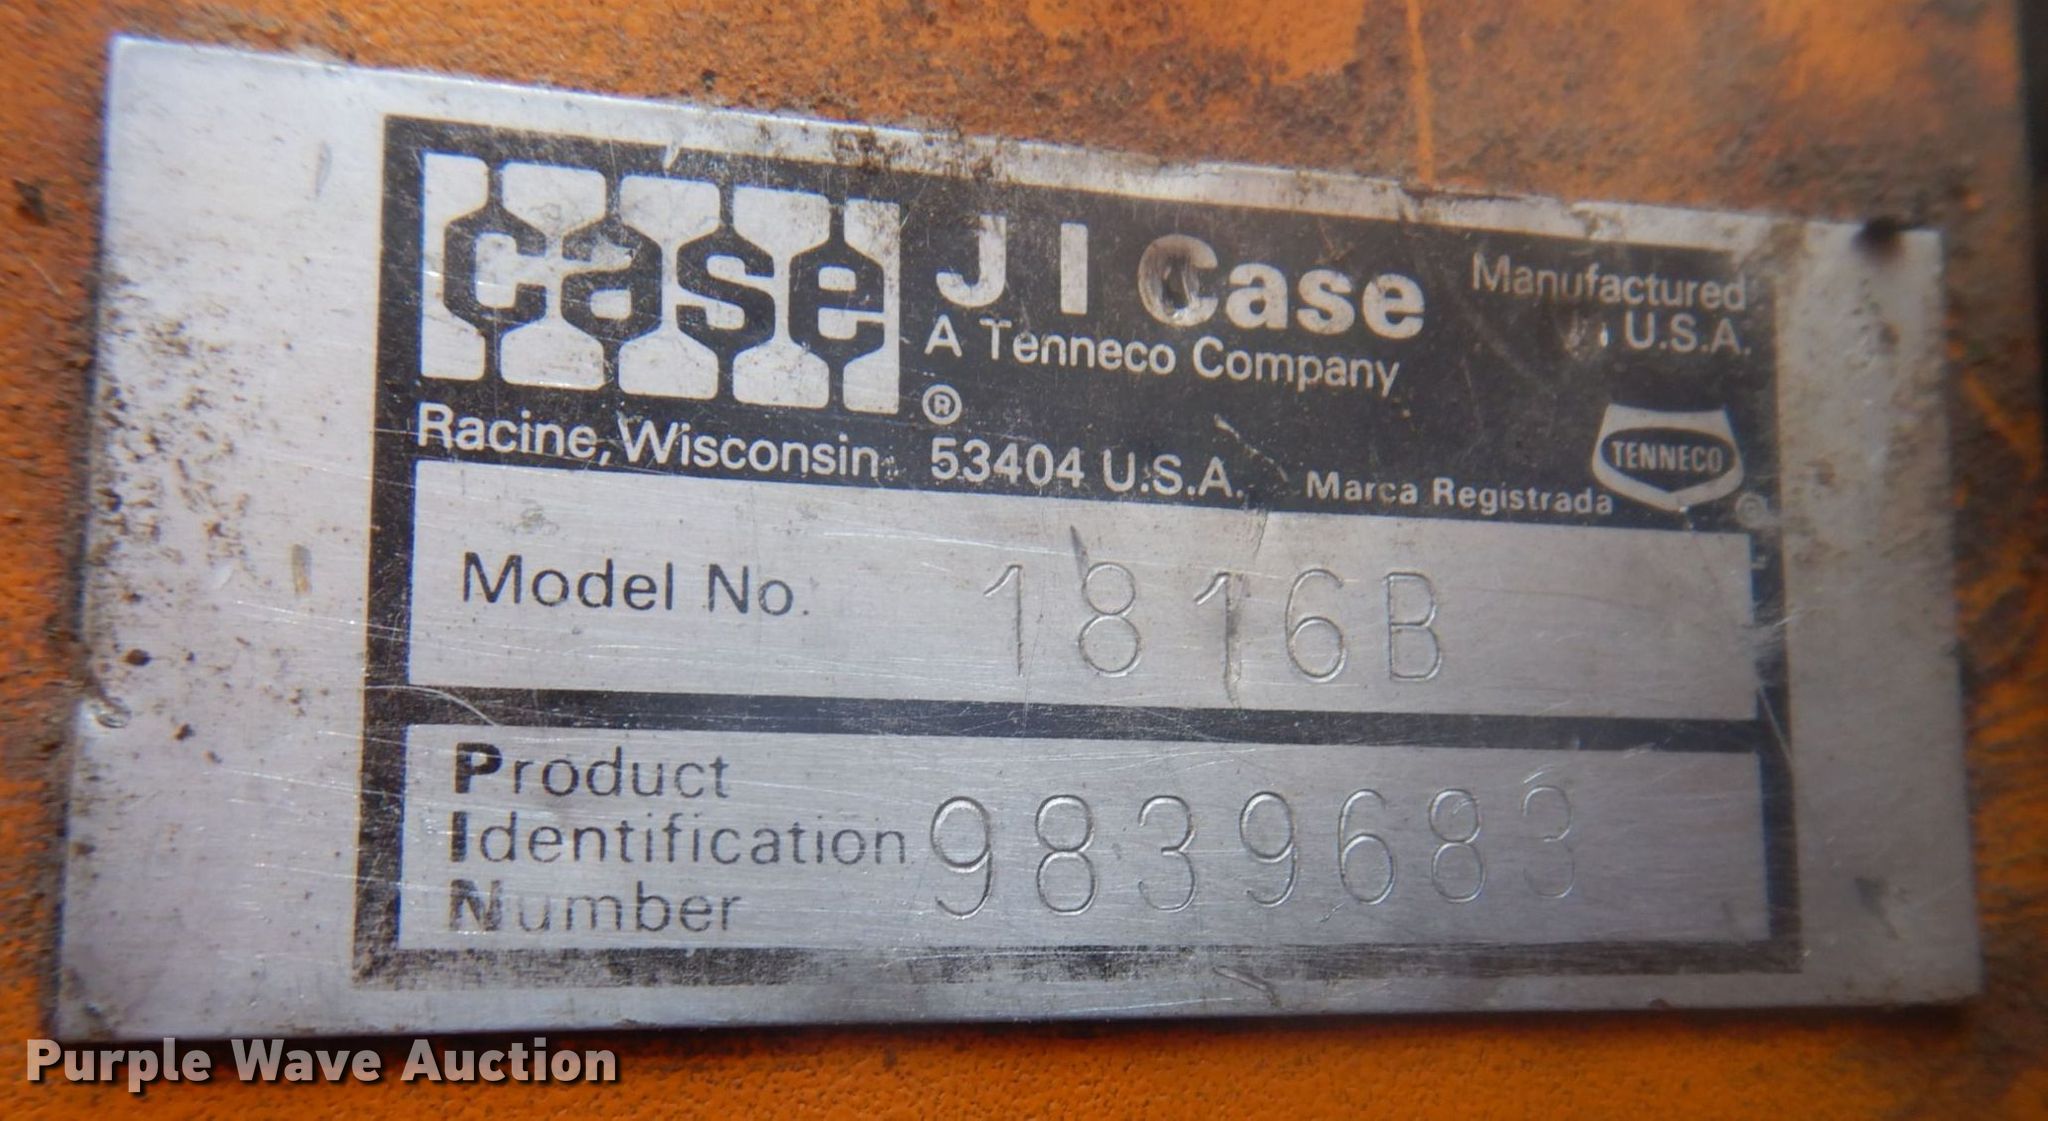 case
J I Case
A Tenneco Company
®
Manufactured
U.S.A.
Racine, Wisconsin 53404 U.S.A. Marca Registrada
TENNECO
®
Model No. 1816B
Product
Identification
Number
9839683
Purple Wave Auction